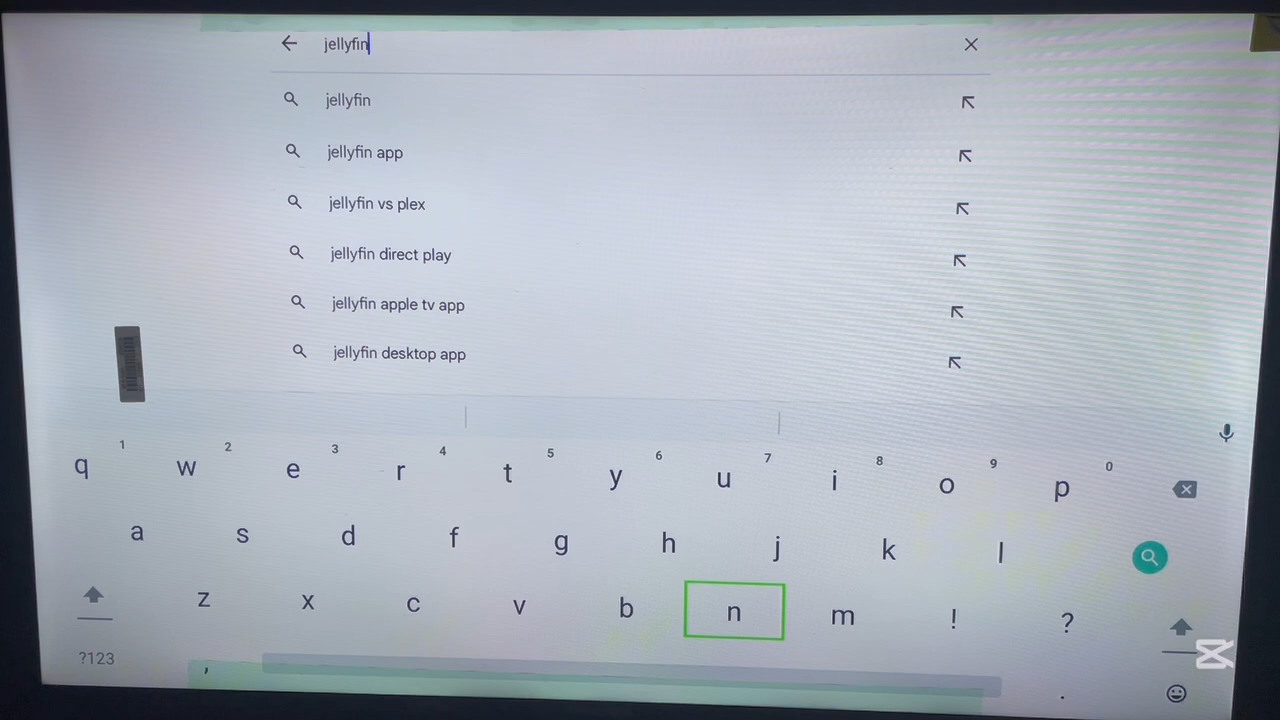 jellyfin
jellyfin
jellyfin app
jellyfin vs plex
jellyfin direct play
jellyfin apple tv app
jellyfin desktop app
1 2 3 4 5 6 7 8 9 0
q w e r t y u i o p
a s d f g h j k l
z x c v b n m ! ?
?123 , .